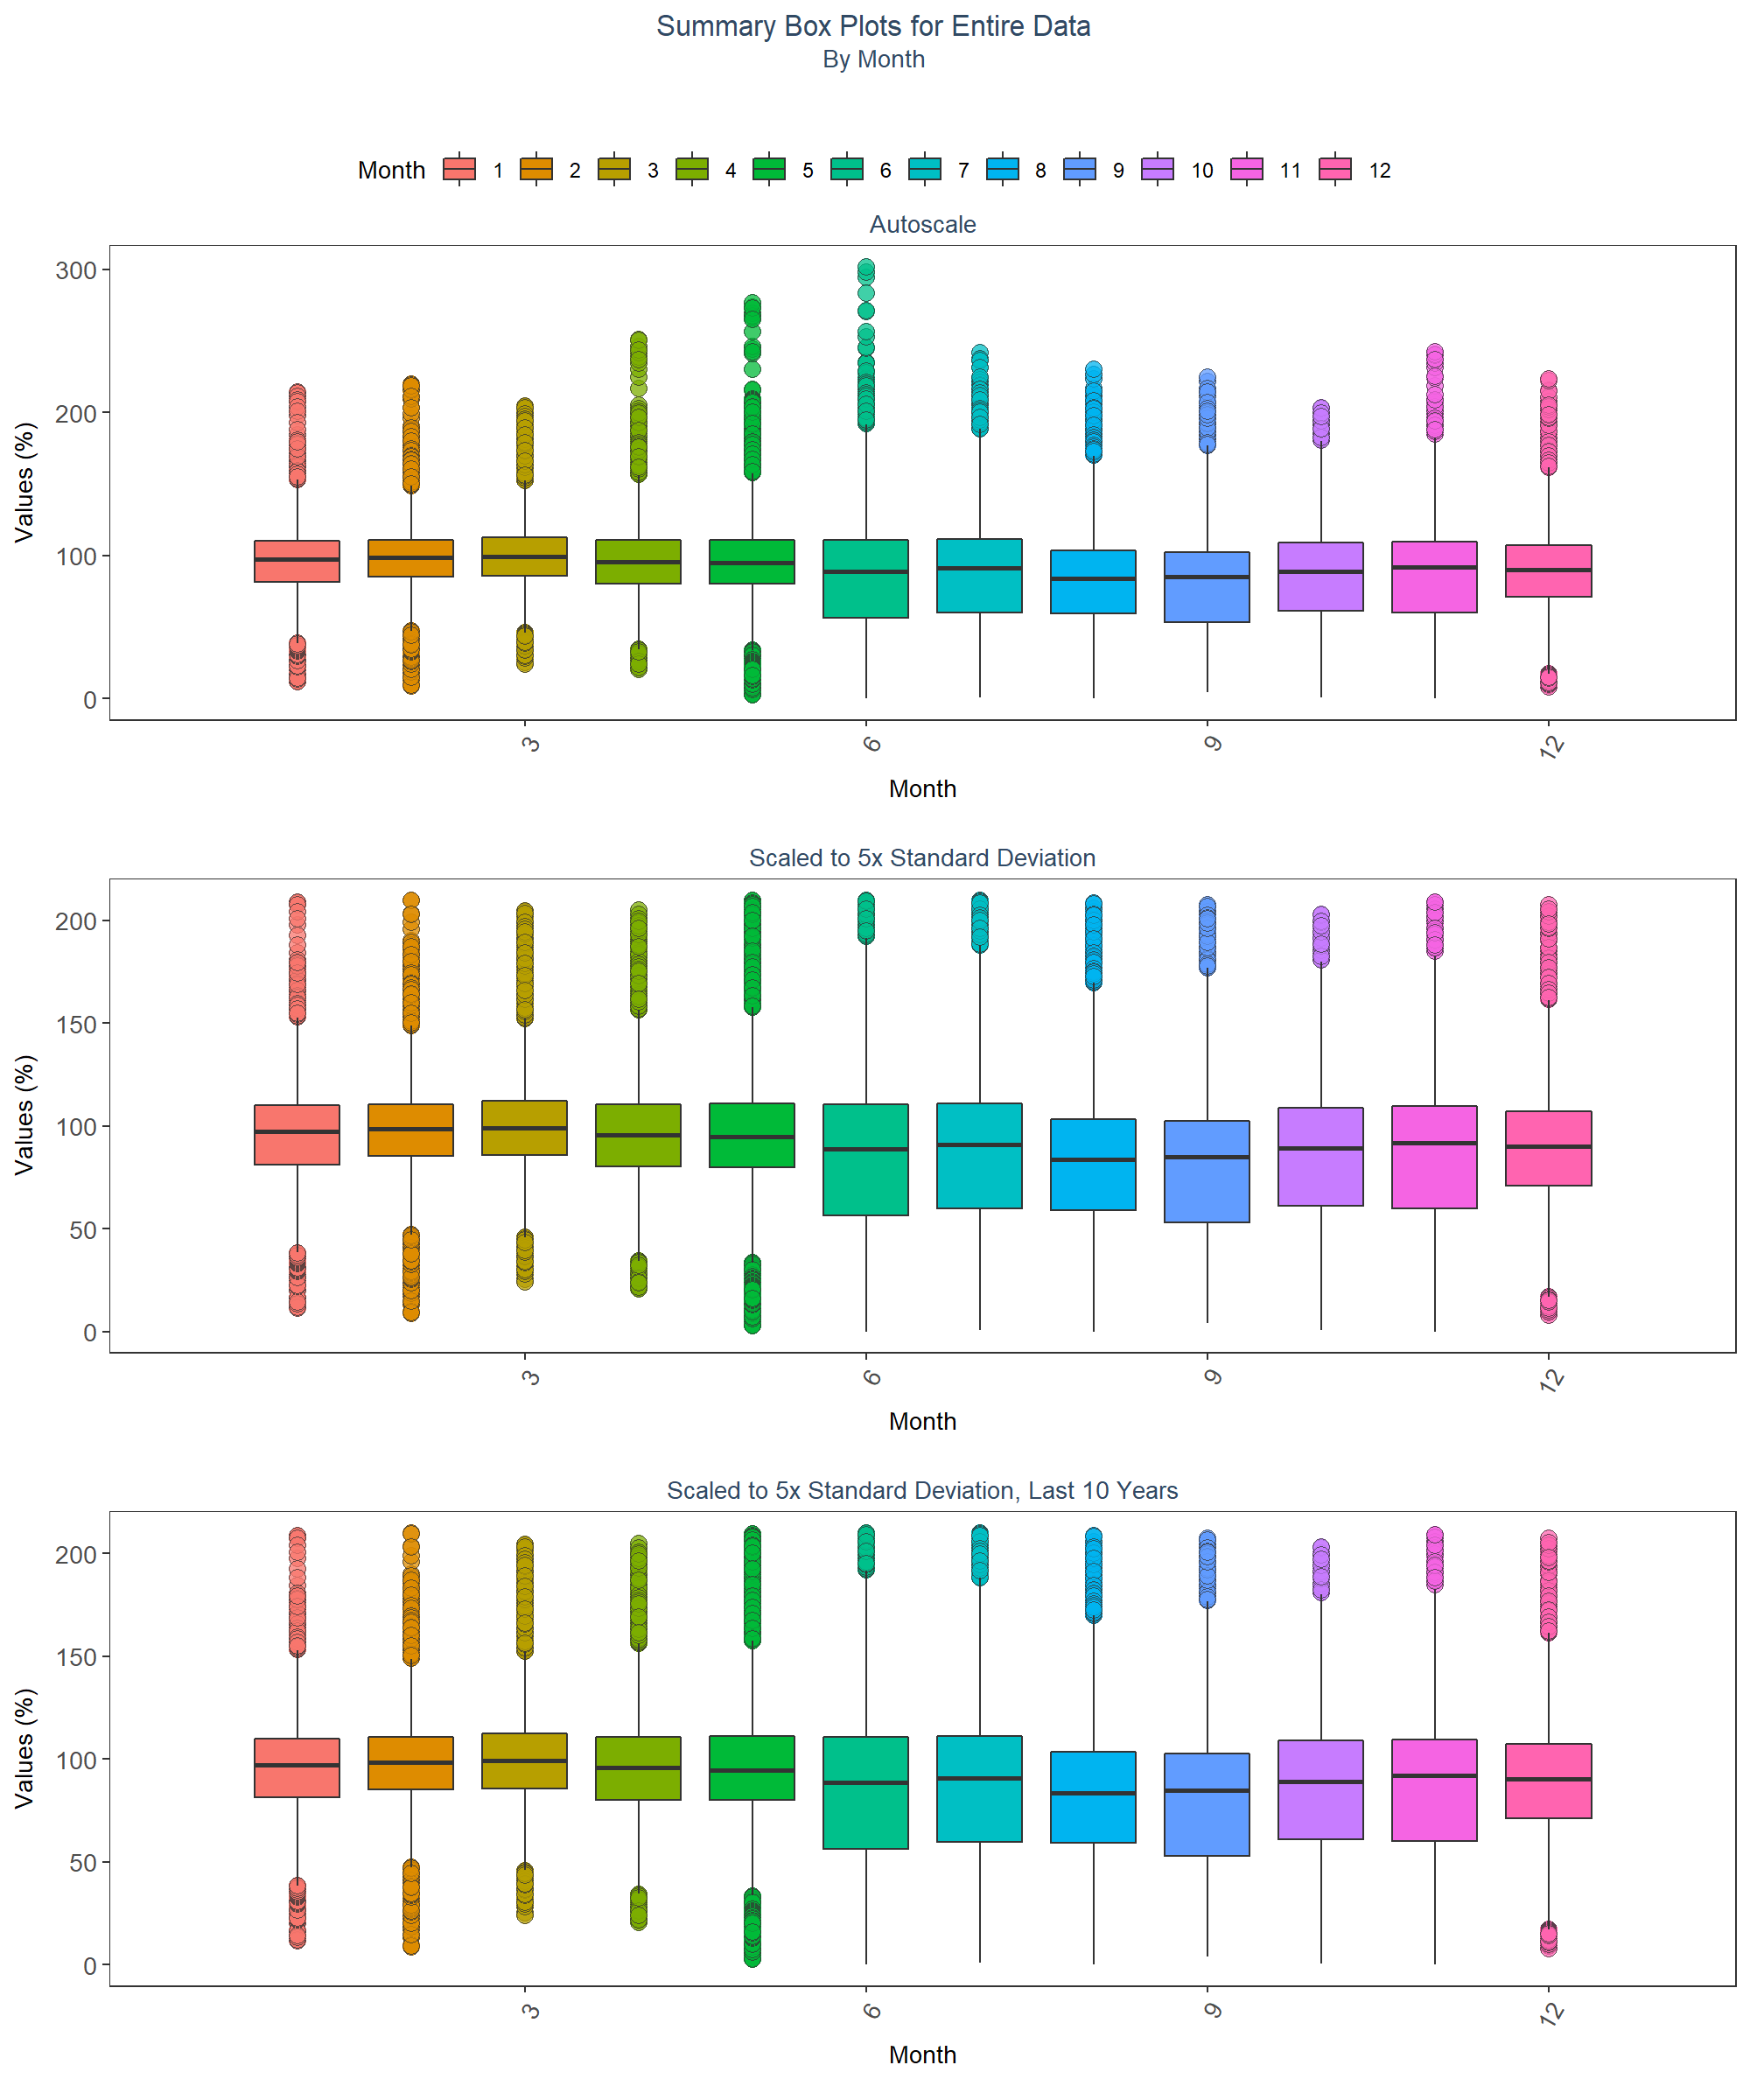 Summary Box Plots for Entire Data
By Month
Month 1 2 3 4 5 6 7 8 9 10 11 12
Autoscale
Values (%)
300
200
100
0
3 6 9 12
Month
Scaled to 5x Standard Deviation
Values (%)
200
150
100
50
0
3 6 9 12
Month
Scaled to 5x Standard Deviation, Last 10 Years
Values (%)
200
150
100
50
0
3 6 9 12
Month